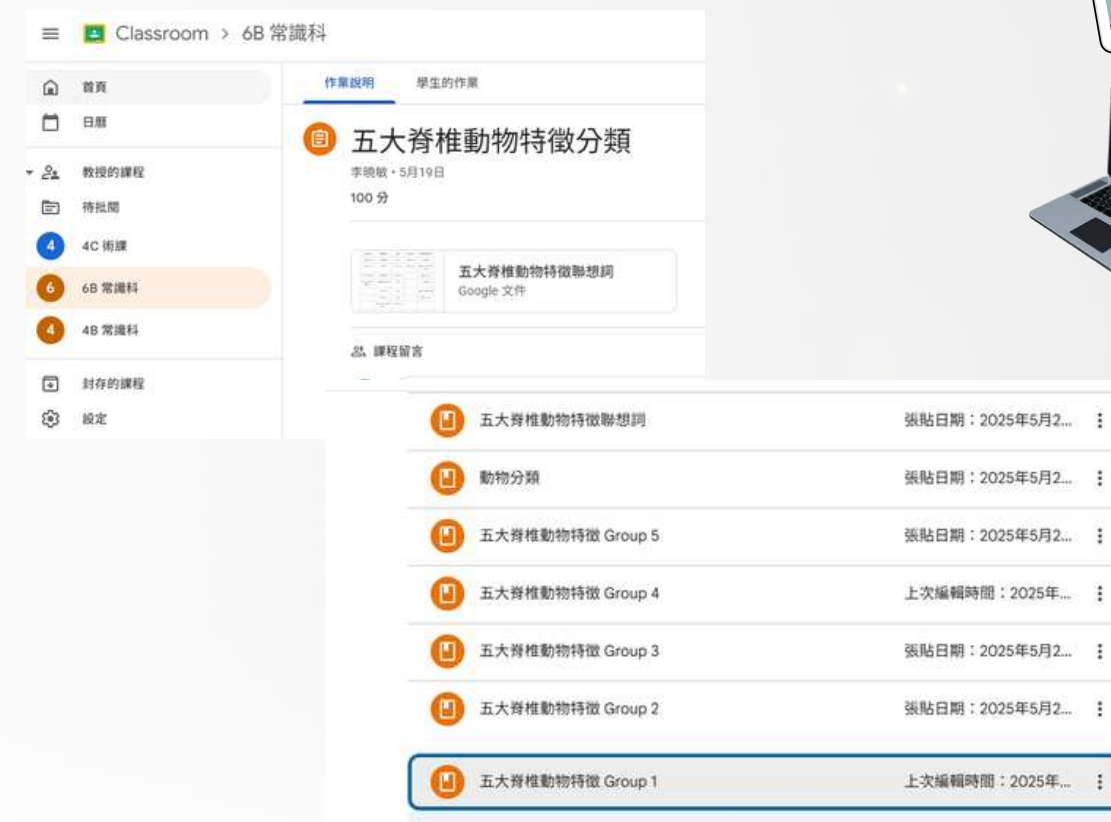 Classroom > 6B 常識科
首頁
日曆
教授的課程
待批閱
4 4C 術課
6 6B 常識科
4 4B 常識科
封存的課程
設定
作業說明 學生的作業
五大脊椎動物特徵分類
李曉敏・5月19日
100 分
五大脊椎動物特徵聯想詞
Google 文件
課程留言
五大脊椎動物特徵聯想詞 張貼日期：2025年5月2...
動物分類 張貼日期：2025年5月2...
五大脊椎動物特徵 Group 5 張貼日期：2025年5月2...
五大脊椎動物特徵 Group 4 上次編輯時間：2025年...
五大脊椎動物特徵 Group 3 張貼日期：2025年5月2...
五大脊椎動物特徵 Group 2 張貼日期：2025年5月2...
五大脊椎動物特徵 Group 1 上次編輯時間：2025年...